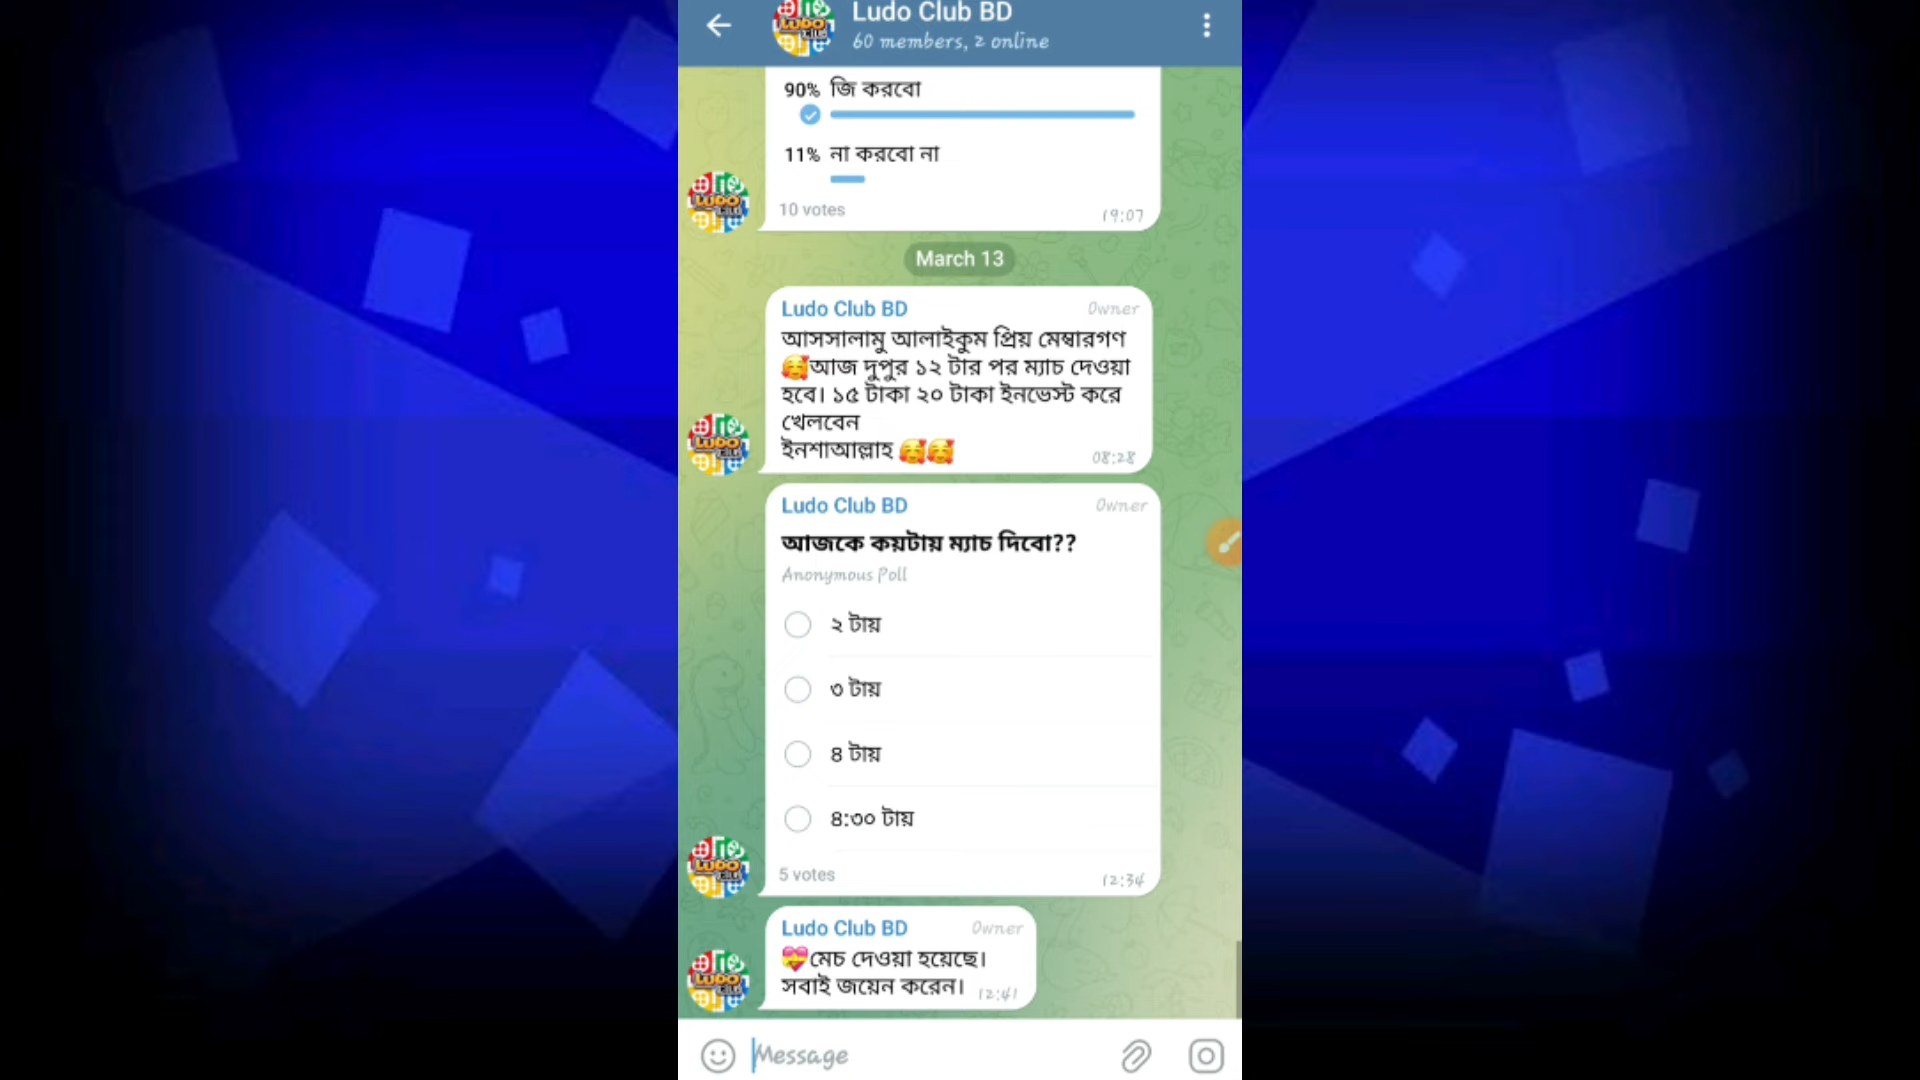 Ludo Club BD
60 members, 2 online
90% জি করবো
11% না করবো না
10 votes
19:07
March 13
Ludo Club BD Owner
আসসালামু আলাইকুম প্রিয় মেম্বারগণ
🥰আজ দুপুর ১২ টার পর ম্যাচ দেওয়া
হবে। ১৫ টাকা ২০ টাকা ইনভেস্ট করে
খেলবেন
ইনশাআল্লাহ 🥰🥰 08:28
Ludo Club BD Owner
আজকে কয়টায় ম্যাচ দিবো??
Anonymous Poll
২ টায়
৩ টায়
৪ টায়
৪:৩০ টায়
5 votes
12:34
Ludo Club BD Owner
💝মেচ দেওয়া হয়েছে।
সবাই জয়েন করেন। 12:41
Message